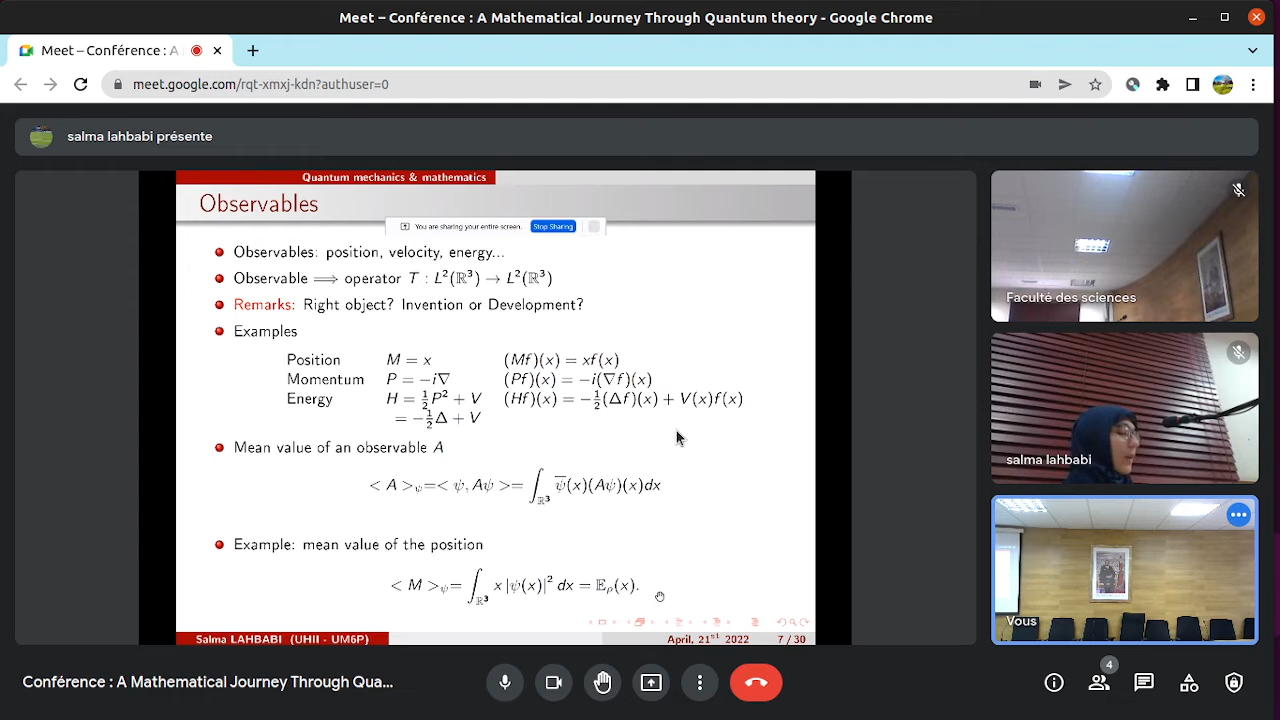 Meet – Conférence : A Mathematical Journey Through Quantum theory - Google Chrome
Meet – Conférence : A
meet.google.com/rqt-xmxj-kdn?authuser=0
salma lahbabi présente
Quantum mechanics & mathematics
Observables
You are sharing your entire screen. Stop Sharing
Observables: position, velocity, energy...
Observable ⟹ operator T : L²(ℝ³) → L²(ℝ³)
Remarks: Right object? Invention or Development?
Examples
Position M = x (Mf)(x) = xf(x)
Momentum P = −i∇ (Pf)(x) = −i(∇f)(x)
Energy H = ½P² + V (Hf)(x) = −½(Δf)(x) + V(x)f(x)
= −½Δ + V
Mean value of an observable A
< A >_ψ=< ψ, Aψ >= ∫_ℝ³ ψ̅(x)(Aψ)(x)dx
Example: mean value of the position
< M >_ψ= ∫_ℝ³ x |ψ(x)|² dx = 𝔼_ρ(x).
Salma LAHBABI (UHII - UM6P) April, 21st 2022 7 / 30
Faculté des sciences
salma lahbabi
Vous
Conférence : A Mathematical Journey Through Qua...
4